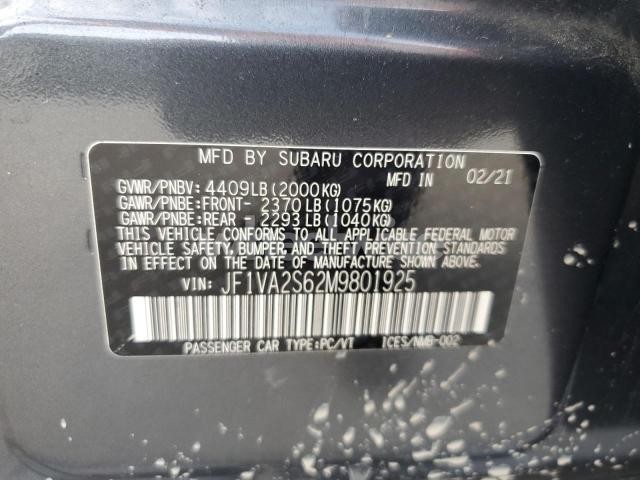 MFD BY SUBARU CORPORATION
GVWR/PNBV: 4409LB(2000KG) MFD IN 02/21
GAWR/PNBE:FRONT- 2370LB(1075KG)
GAWR/PNBE:REAR - 2293LB(1040KG)
THIS VEHICLE CONFORMS TO ALL APPLICABLE FEDERAL MOTOR
VEHICLE SAFETY, BUMPER, AND THEFT PREVENTION STANDARDS
IN EFFECT ON THE DATE OF MANUFACTURE SHOWN ABOVE.
VIN: JF1VA2S62M9801925
PASSENGER CAR TYPE:PC/VT ICES/NMB-002